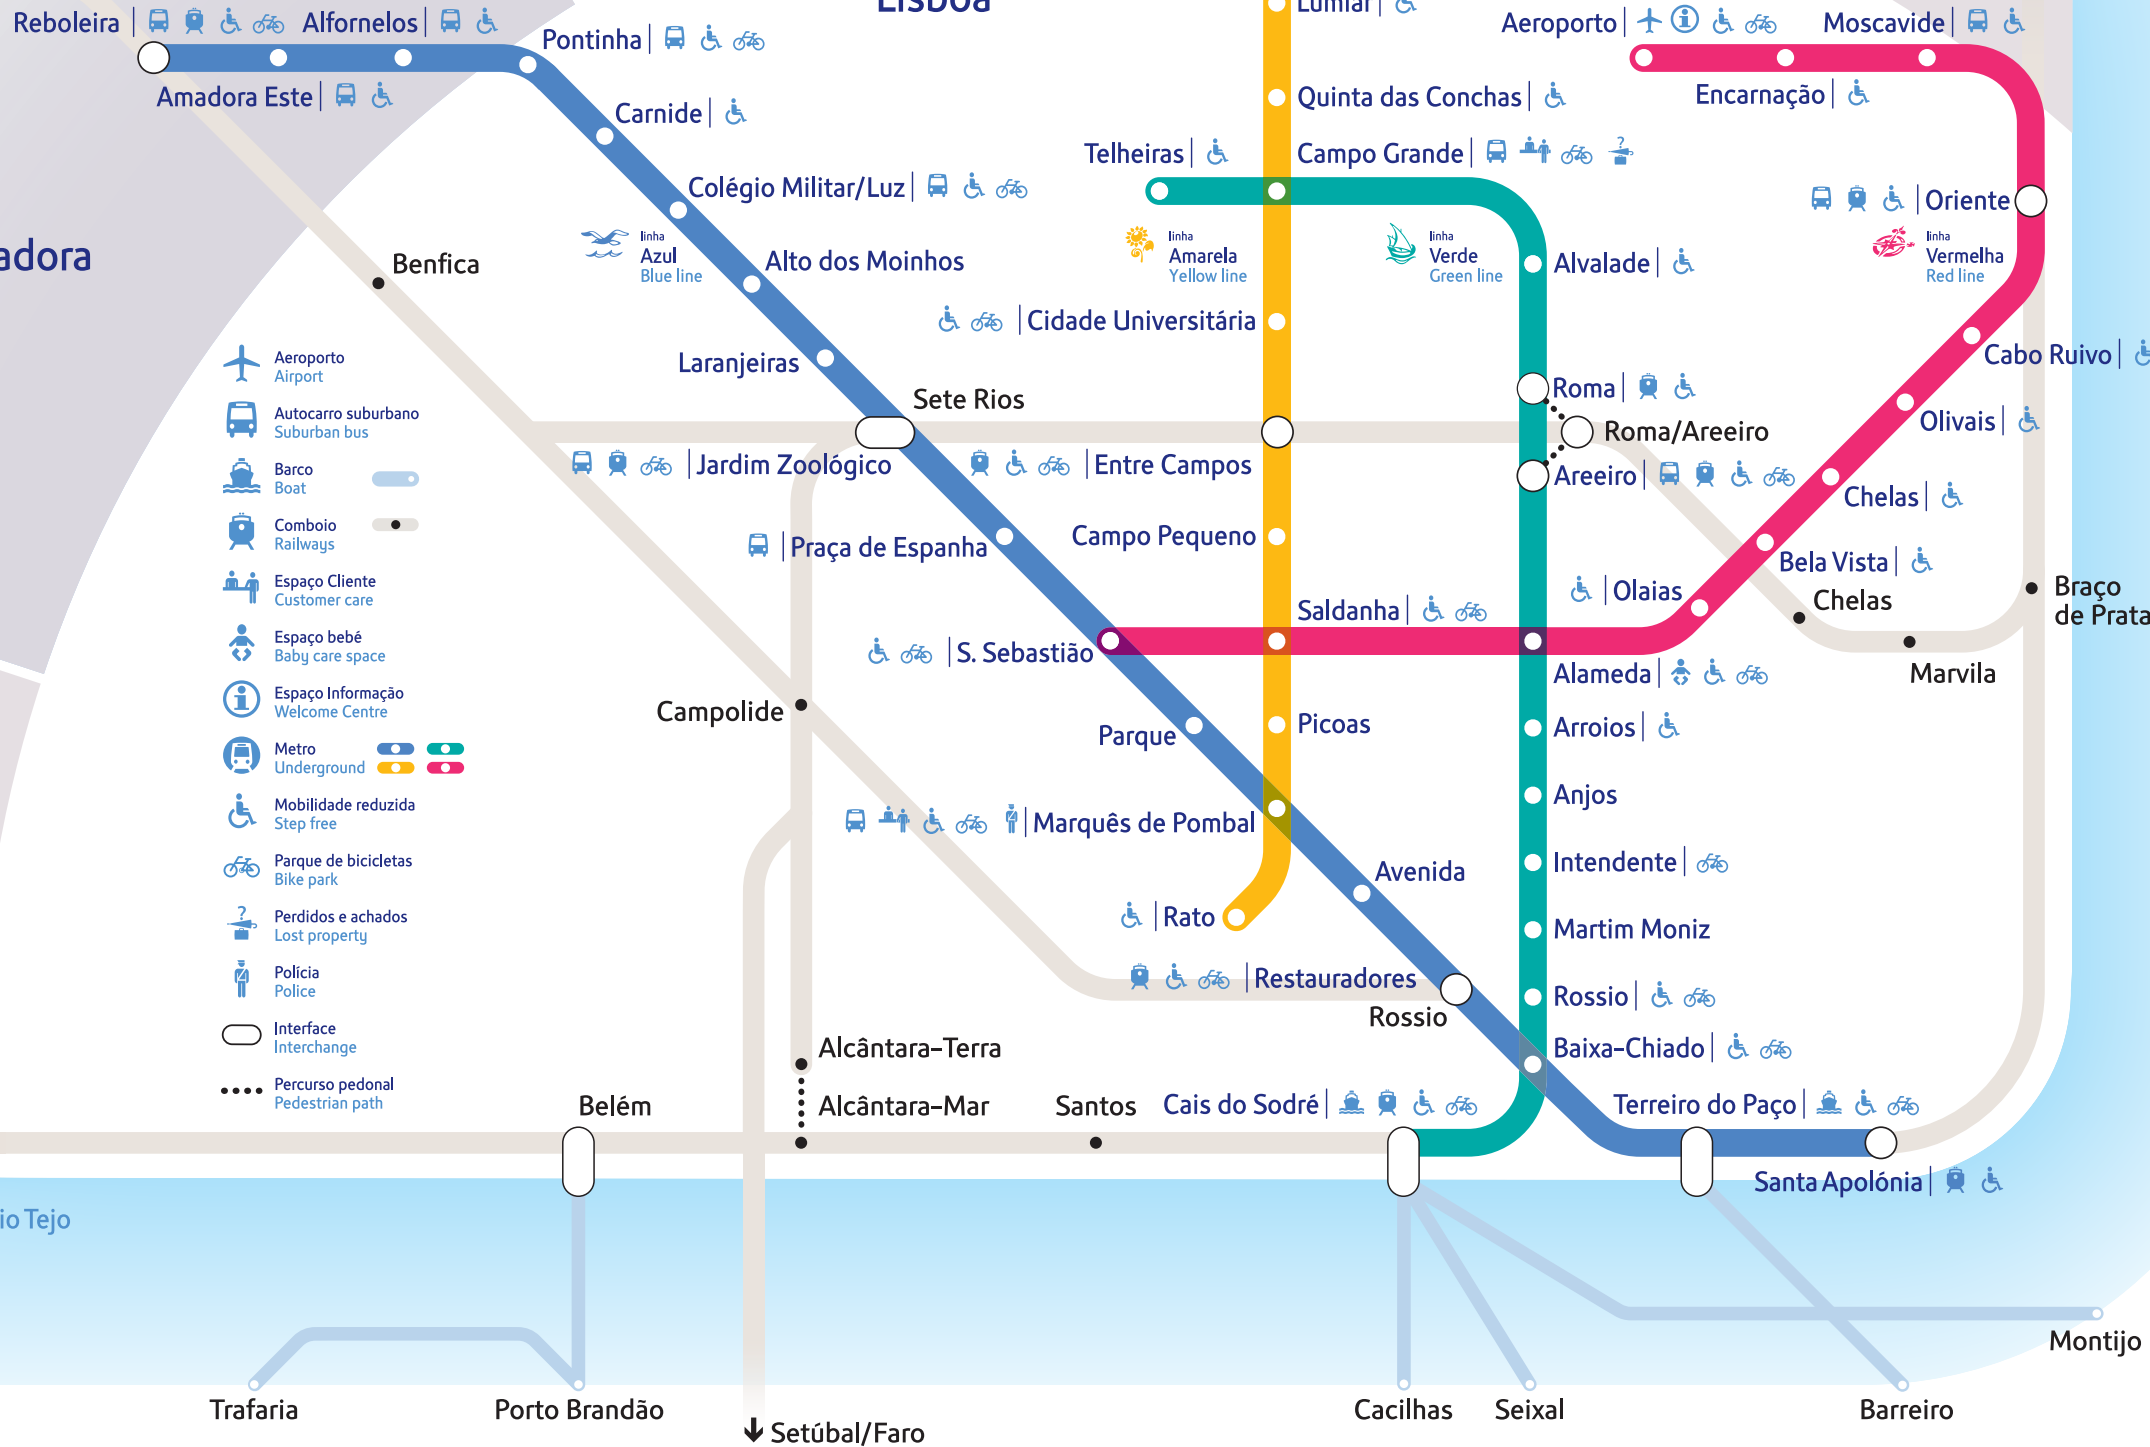 Lisboa
Lumiar
Reboleira
Alfornelos
Pontinha
Aeroporto
Moscavide
Amadora Este
Carnide
Quinta das Conchas
Encarnação
Telheiras
Campo Grande
Colégio Militar/Luz
Oriente
adora
Benfica
linha
Azul
Blue line
Alto dos Moinhos
linha
Amarela
Yellow line
linha
Verde
Green line
Alvalade
linha
Vermelha
Red line
Cidade Universitária
Laranjeiras
Cabo Ruivo
Aeroporto
Airport
Sete Rios
Roma
Olivais
Autocarro suburbano
Suburban bus
Roma/Areeiro
Jardim Zoológico
Entre Campos
Areeiro
Barco
Boat
Chelas
Comboio
Railways
Praça de Espanha
Campo Pequeno
Bela Vista
Espaço Cliente
Customer care
Olaias
Chelas
Braço
de Prata
Saldanha
Espaço bebé
Baby care space
S. Sebastião
Alameda
Marvila
Espaço Informação
Welcome Centre
Campolide
Parque
Picoas
Arroios
Metro
Underground
Anjos
Mobilidade reduzida
Step free
Marquês de Pombal
Avenida
Intendente
Parque de bicicletas
Bike park
Rato
Martim Moniz
Perdidos e achados
Lost property
Restauradores
Rossio
Rossio
Polícia
Police
Interface
Interchange
Alcântara-Terra
Baixa-Chiado
Percurso pedonal
Pedestrian path
Belém
Alcântara-Mar
Santos
Cais do Sodré
Terreiro do Paço
Santa Apolónia
io Tejo
Montijo
Trafaria
Porto Brandão
Setúbal/Faro
Cacilhas
Seixal
Barreiro